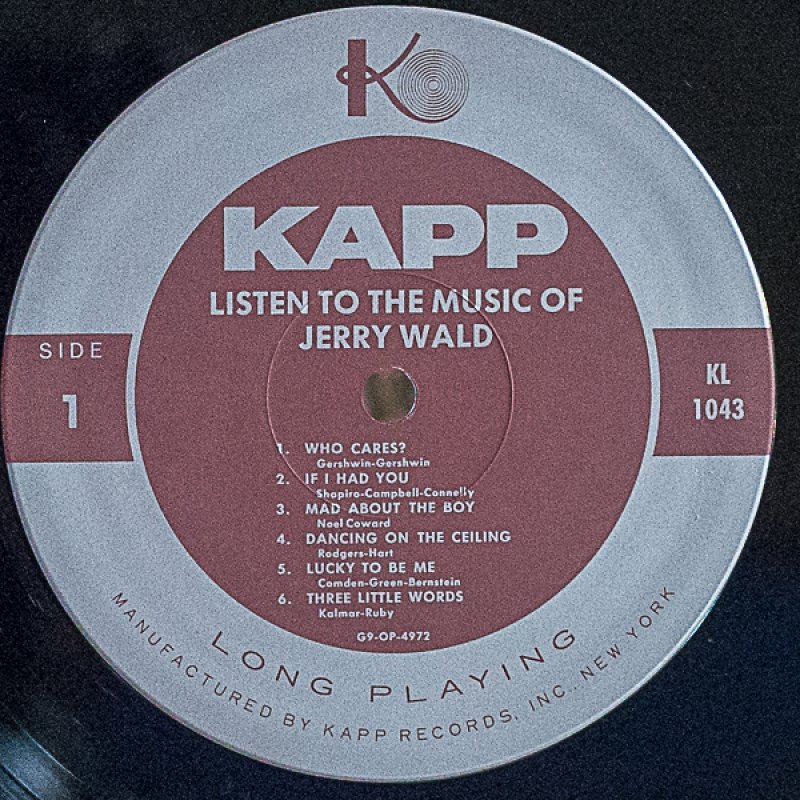 K
KAPP
LISTEN TO THE MUSIC OF
JERRY WALD
SIDE
1
KL
1043
1. WHO CARES?
Gershwin-Gershwin
2. IF I HAD YOU
Shapiro-Campbell-Connelly
3. MAD ABOUT THE BOY
Noel Coward
4. DANCING ON THE CEILING
Rodgers-Hart
5. LUCKY TO BE ME
Comden-Green-Bernstein
6. THREE LITTLE WORDS
Kalmar-Ruby
G9-OP-4972
LONG PLAYING
MANUFACTURED BY KAPP RECORDS, INC., NEW YORK